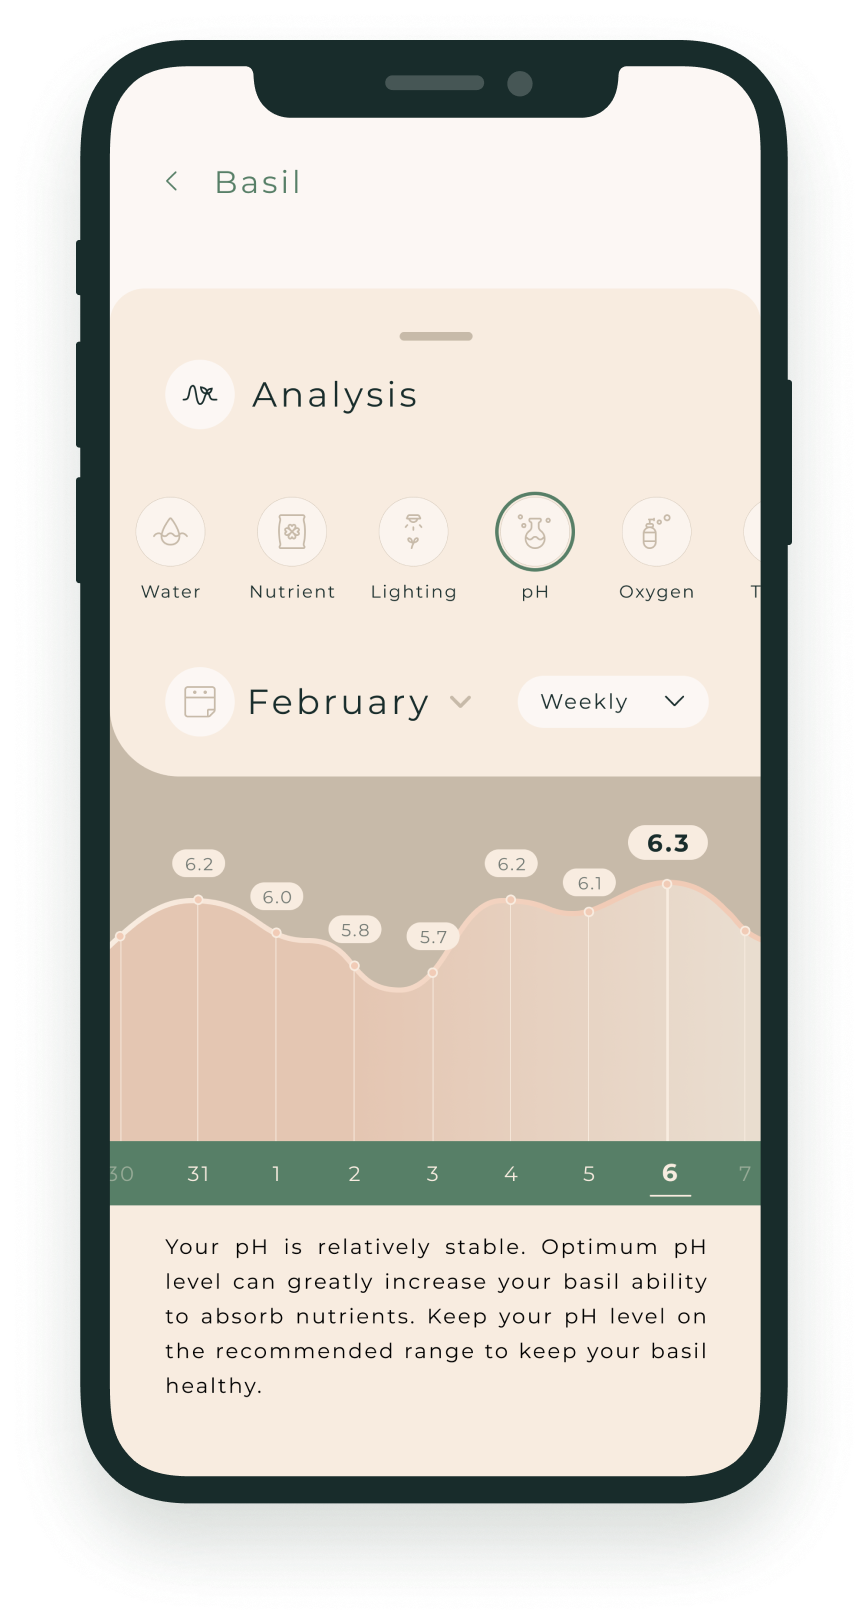 Basil
Analysis
Water Nutrient Lighting pH Oxygen
February Weekly
6.3
6.2 6.2
6.1
6.0
5.8
5.7
30 31 1 2 3 4 5 6 7
Your pH is relatively stable. Optimum pH
level can greatly increase your basil ability
to absorb nutrients. Keep your pH level on
the recommended range to keep your basil
healthy.